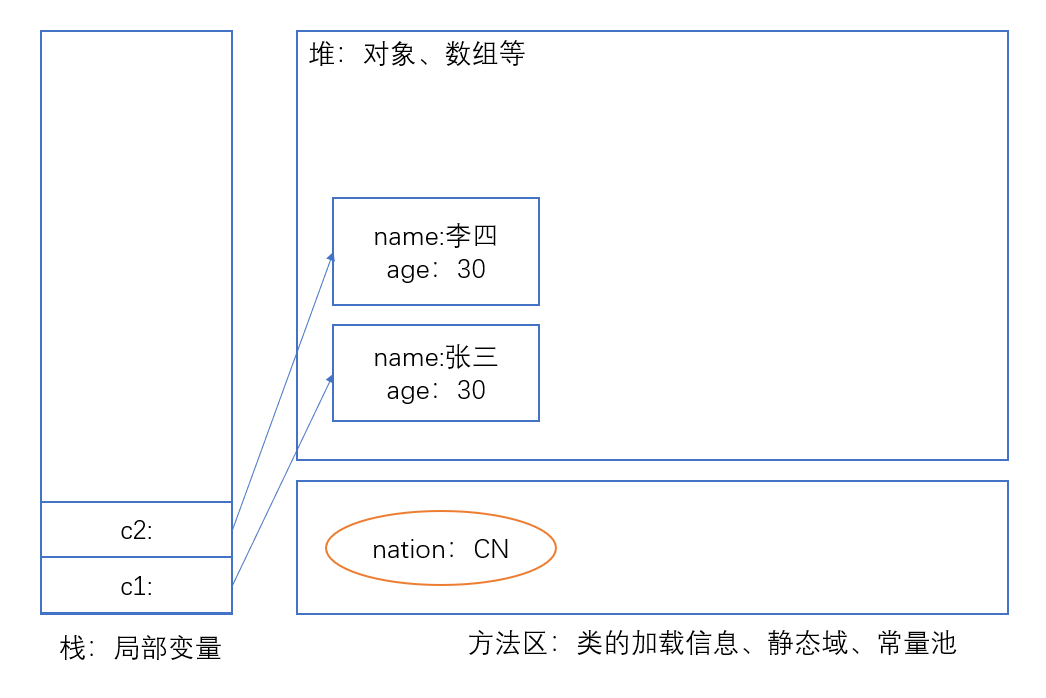 堆：对象、数组等
name:李四
age：30
name:张三
age：30
c2:
c1:
nation：CN
栈：局部变量
方法区：类的加载信息、静态域、常量池